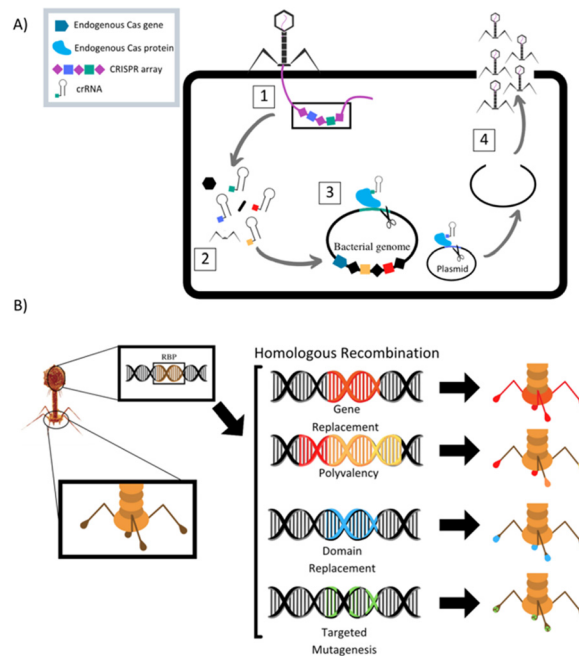 A)
Endogenous Cas gene
Endogenous Cas protein
CRISPR array
crRNA
1
2
3
4
Bacterial genome
Plasmid
B)
RBP
Homologous Recombination
Gene
Replacement
Polyvalency
Domain
Replacement
Targeted
Mutagenesis